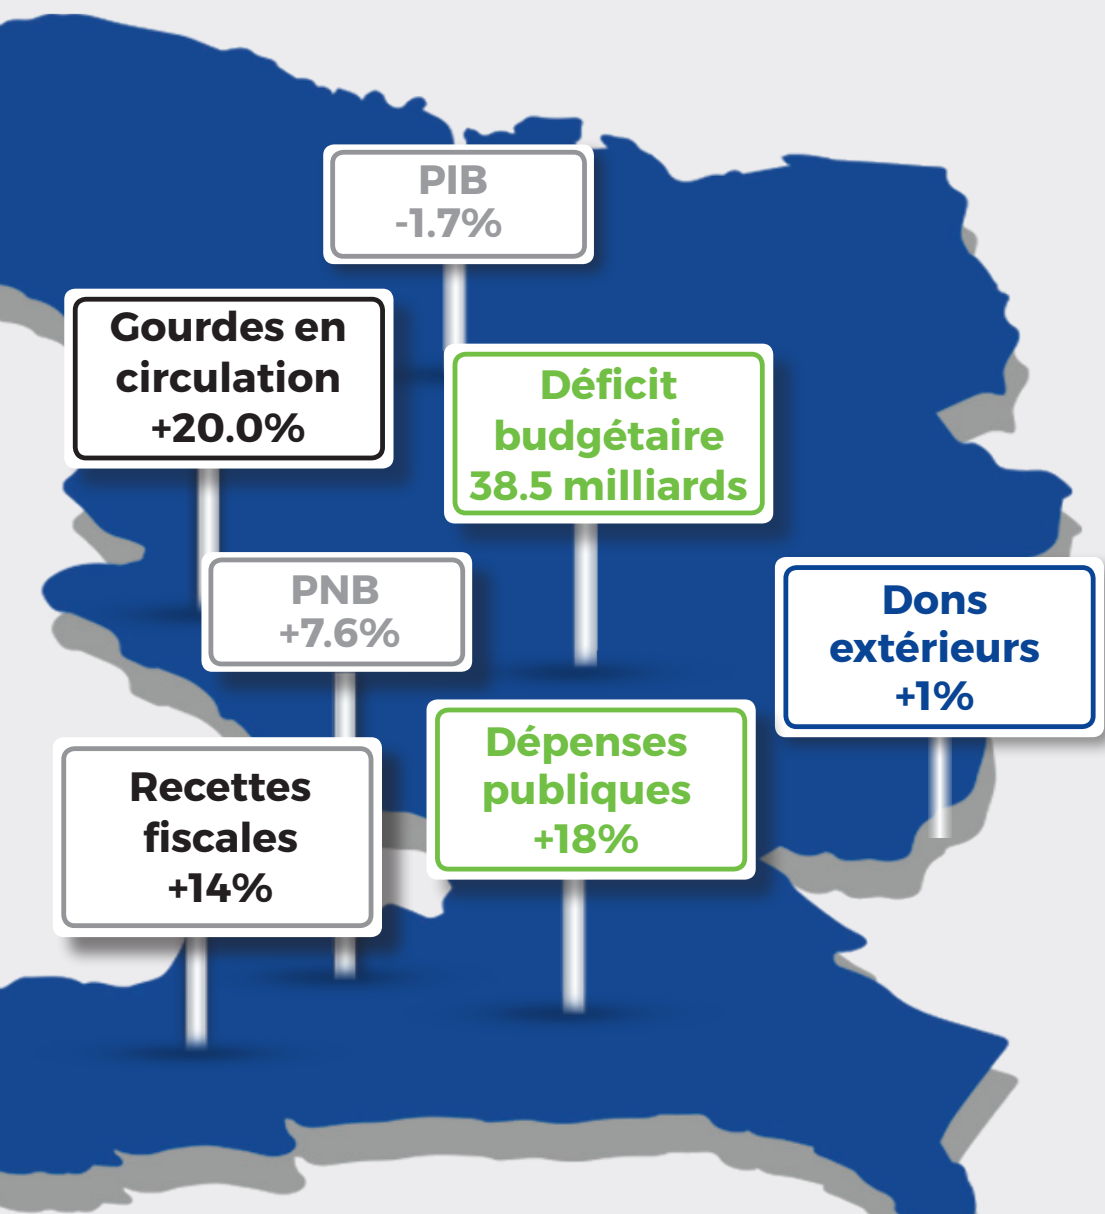 PIB
-1.7%
Gourdes en
circulation
+20.0%
Déficit
budgétaire
38.5 milliards
PNB
+7.6%
Dons
extérieurs
+1%
Dépenses
publiques
+18%
Recettes
fiscales
+14%